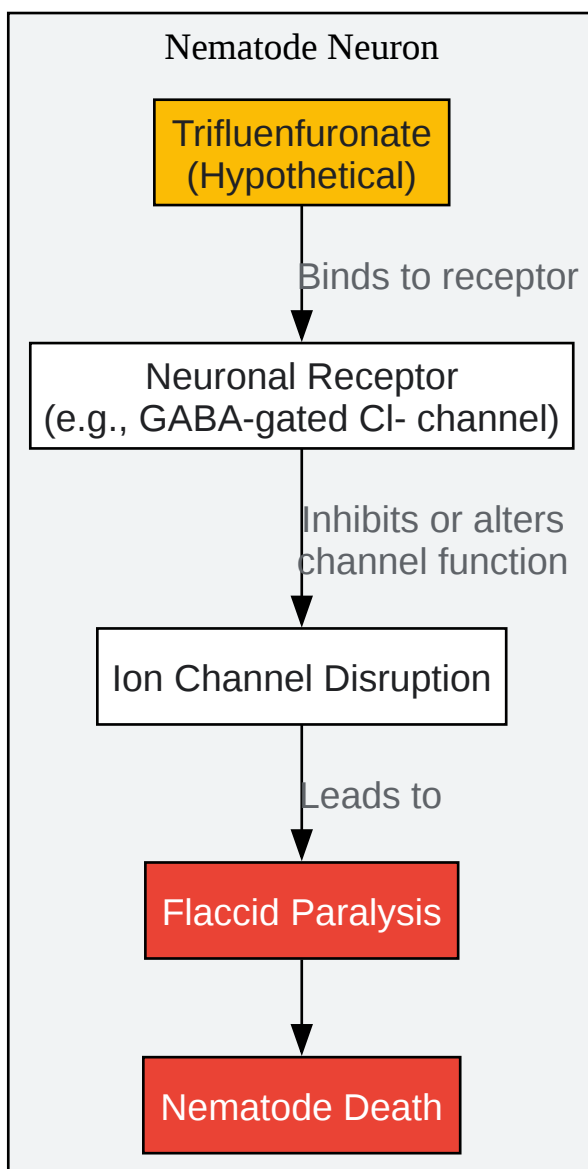 Nematode Neuron
Trifluenfuronate
(Hypothetical)
Binds to receptor
Neuronal Receptor
(e.g., GABA-gated Cl- channel)
Inhibits or alters
channel function
Ion Channel Disruption
Leads to
Flaccid Paralysis
Nematode Death